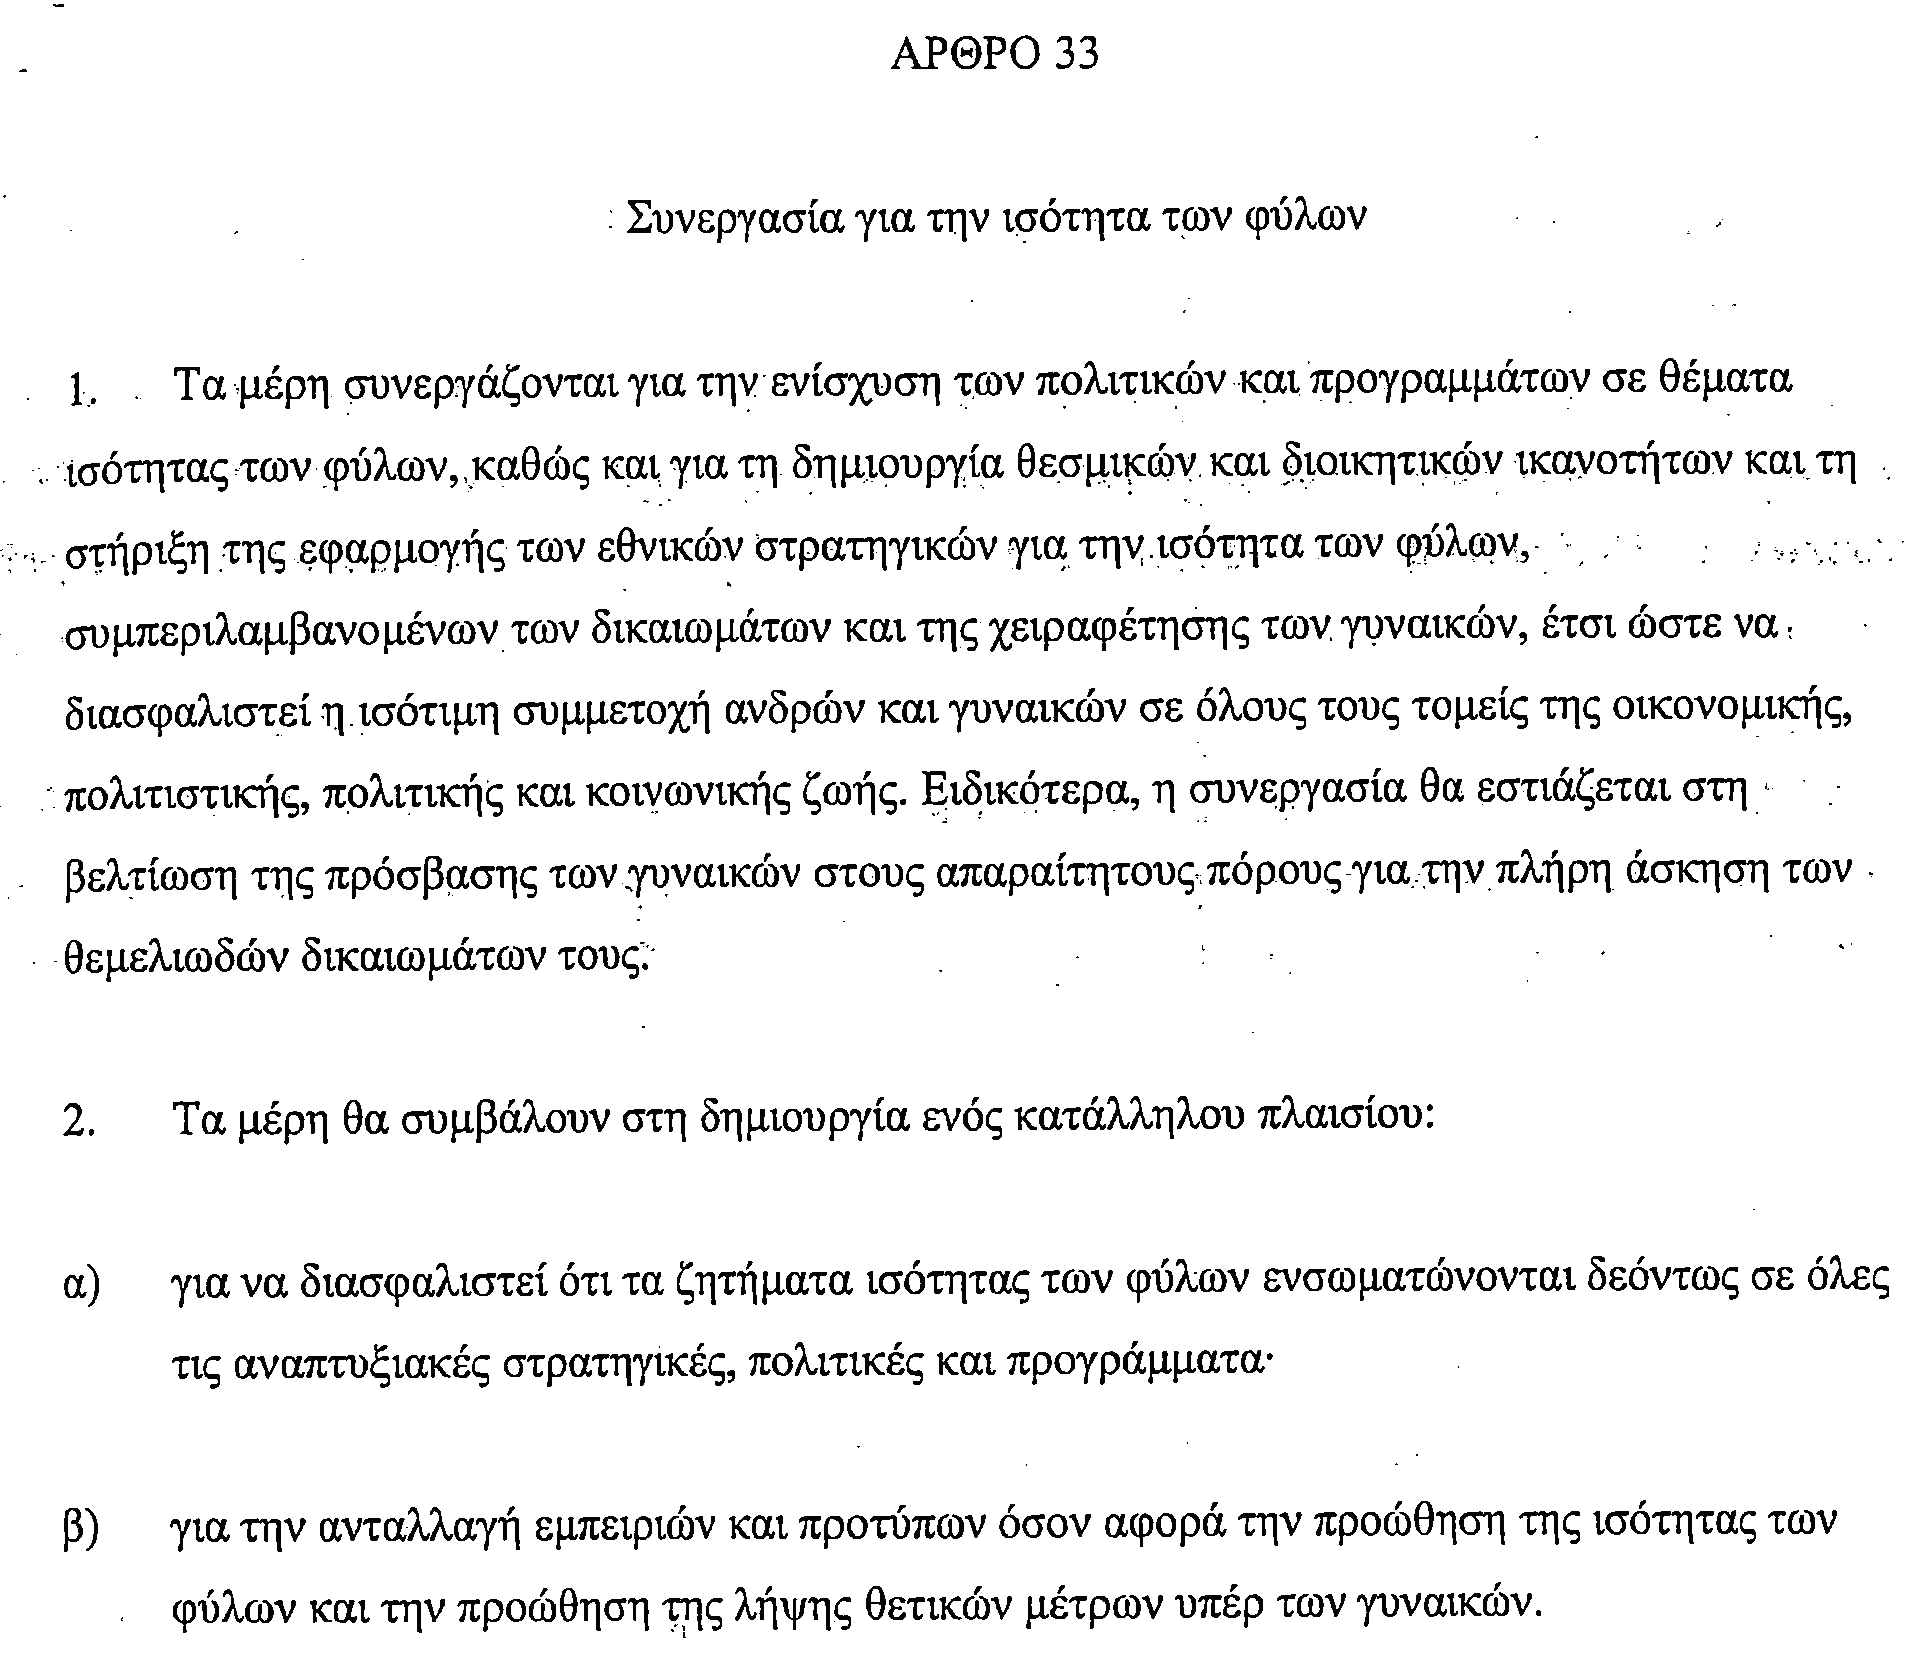 ΑΡΘΡΟ 33
Συνεργασία για την ισότητα των φύλων
1. Τα μέρη συνεργάζονται για την ενίσχυση των πολιτικών και προγραμμάτων σε θέματα
ισότητας των φύλων, καθώς και για τη δημιουργία θεσμικών και διοικητικών ικανοτήτων και τη
στήριξη της εφαρμογής των εθνικών στρατηγικών για την ισότητα των φύλων,
συμπεριλαμβανομένων των δικαιωμάτων και της χειραφέτησης των γυναικών, έτσι ώστε να
διασφαλιστεί η ισότιμη συμμετοχή ανδρών και γυναικών σε όλους τους τομείς της οικονομικής,
πολιτιστικής, πολιτικής και κοινωνικής ζωής. Ειδικότερα, η συνεργασία θα εστιάζεται στη
βελτίωση της πρόσβασης των γυναικών στους απαραίτητους πόρους για την πλήρη άσκηση των
θεμελιωδών δικαιωμάτων τους.
2. Τα μέρη θα συμβάλουν στη δημιουργία ενός κατάλληλου πλαισίου:
α) για να διασφαλιστεί ότι τα ζητήματα ισότητας των φύλων ενσωματώνονται δεόντως σε όλες
τις αναπτυξιακές στρατηγικές, πολιτικές και προγράμματα·
β) για την ανταλλαγή εμπειριών και προτύπων όσον αφορά την προώθηση της ισότητας των
φύλων και την προώθηση της λήψης θετικών μέτρων υπέρ των γυναικών.